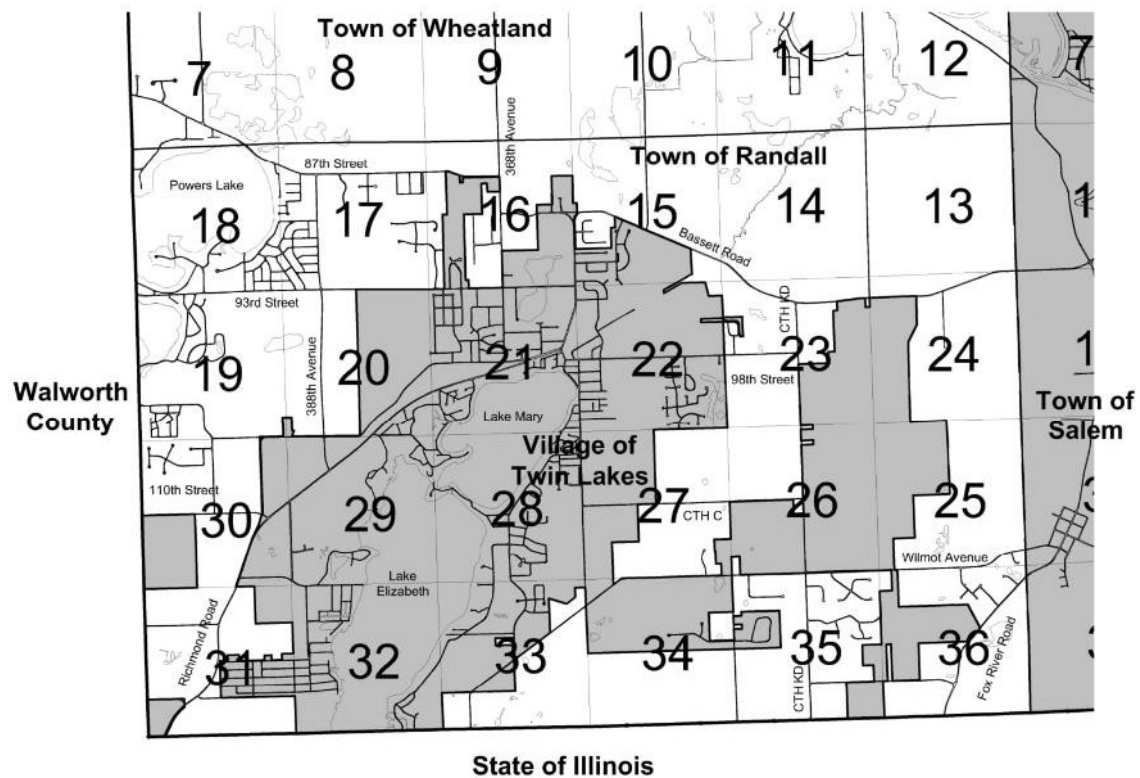 Town of Wheatland
7
8
9
10
11
12
7
368th Avenue
87th Street
Town of Randall
Powers Lake
18
17
16
15
14
13
1
Bassett Road
93rd Street
388th Avenue
CTH KD
19
20
21
22
23
24
1
98th Street
Walworth
County
Lake Mary
Town of
Salem
Village of
Twin Lakes
110th Street
30
29
28
27
26
25
3
CTH C
Wilmot Avenue
Lake
Elizabeth
Richmond Road
31
32
33
34
35
36
3
CTH KD
Fox River Road
State of Illinois